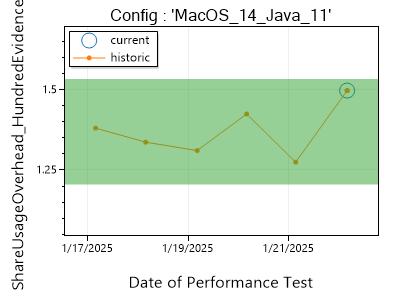 Config : 'MacOS_14_Java_11'
current
historic
ShareUsageOverhead_HundredEvidence
1.5
1.25
1/17/2025
1/19/2025
1/21/2025
Date of Performance Test